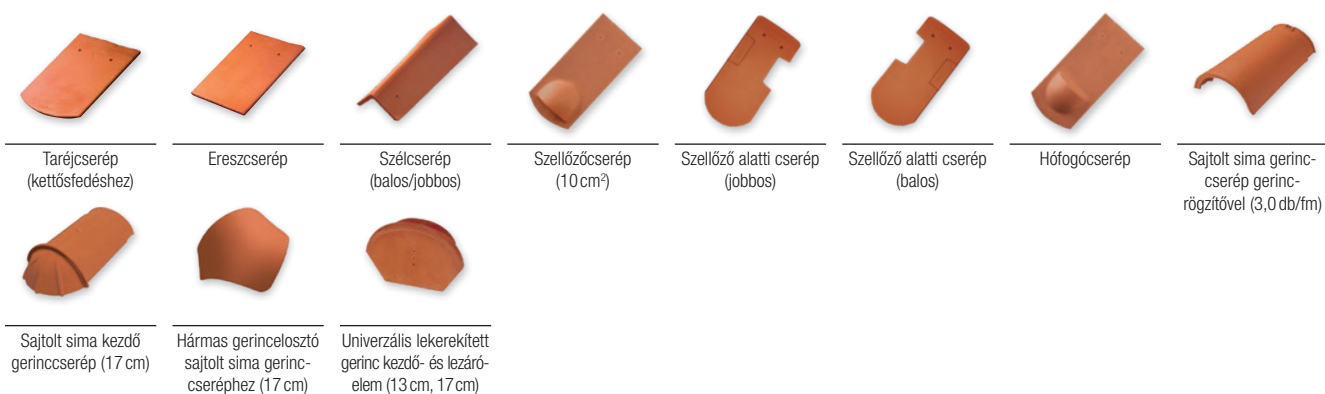 Taréjcserép
(kettősfedéshez)
Ereszcserép
Szélcserép
(balos/jobbos)
Szellőzőcserép
(10 cm²)
Szellőző alatti cserép
(jobbos)
Szellőző alatti cserép
(balos)
Hófogócserép
Sajtolt sima gerinc-
cserép gerinc-
rögzítővel (3,0 db/fm)
Sajtolt sima kezdő
gerinccserép (17 cm)
Hármas gerincelosztó
sajtolt sima gerinc-
cseréphez (17 cm)
Univerzális lekerekített
gerinc kezdő- és lezáró-
elem (13 cm, 17 cm)